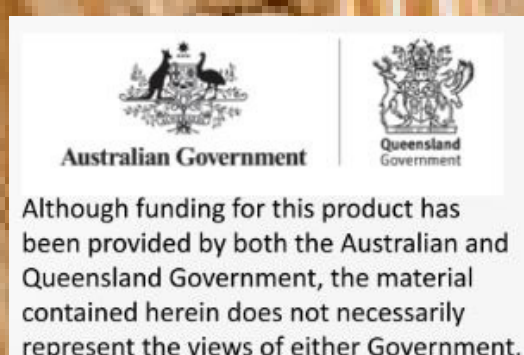 Australian Government
Queensland
Government
Although funding for this product has
been provided by both the Australian and
Queensland Government, the material
contained herein does not necessarily
represent the views of either Government.